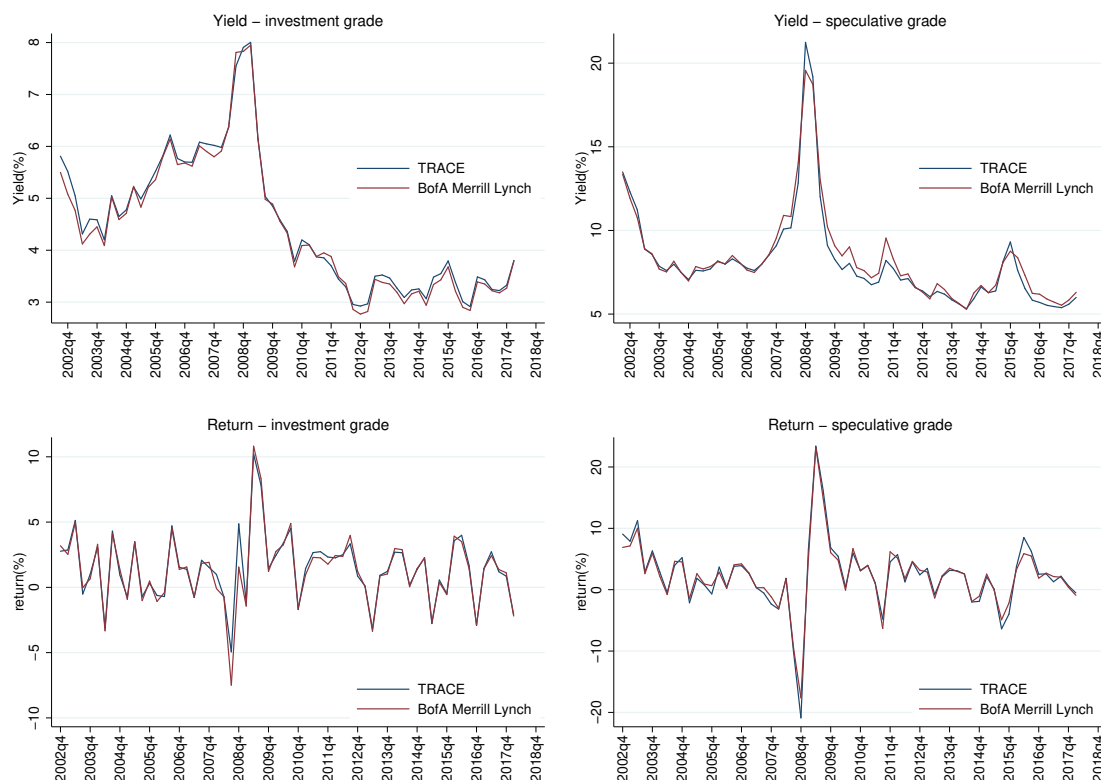 Yield − investment grade
Yield(%)
8
7
6
5
4
3
TRACE
BofA Merrill Lynch
2002q4
2003q4
2004q4
2005q4
2006q4
2007q4
2008q4
2009q4
2010q4
2011q4
2012q4
2013q4
2014q4
2015q4
2016q4
2017q4
2018q4
Yield − speculative grade
Yield(%)
20
15
10
5
TRACE
BofA Merrill Lynch
2002q4
2003q4
2004q4
2005q4
2006q4
2007q4
2008q4
2009q4
2010q4
2011q4
2012q4
2013q4
2014q4
2015q4
2016q4
2017q4
2018q4
Return − investment grade
return(%)
10
5
0
−5
−10
TRACE
BofA Merrill Lynch
2002q4
2003q4
2004q4
2005q4
2006q4
2007q4
2008q4
2009q4
2010q4
2011q4
2012q4
2013q4
2014q4
2015q4
2016q4
2017q4
2018q4
Return − speculative grade
return(%)
20
10
0
−10
−20
TRACE
BofA Merrill Lynch
2002q4
2003q4
2004q4
2005q4
2006q4
2007q4
2008q4
2009q4
2010q4
2011q4
2012q4
2013q4
2014q4
2015q4
2016q4
2017q4
2018q4